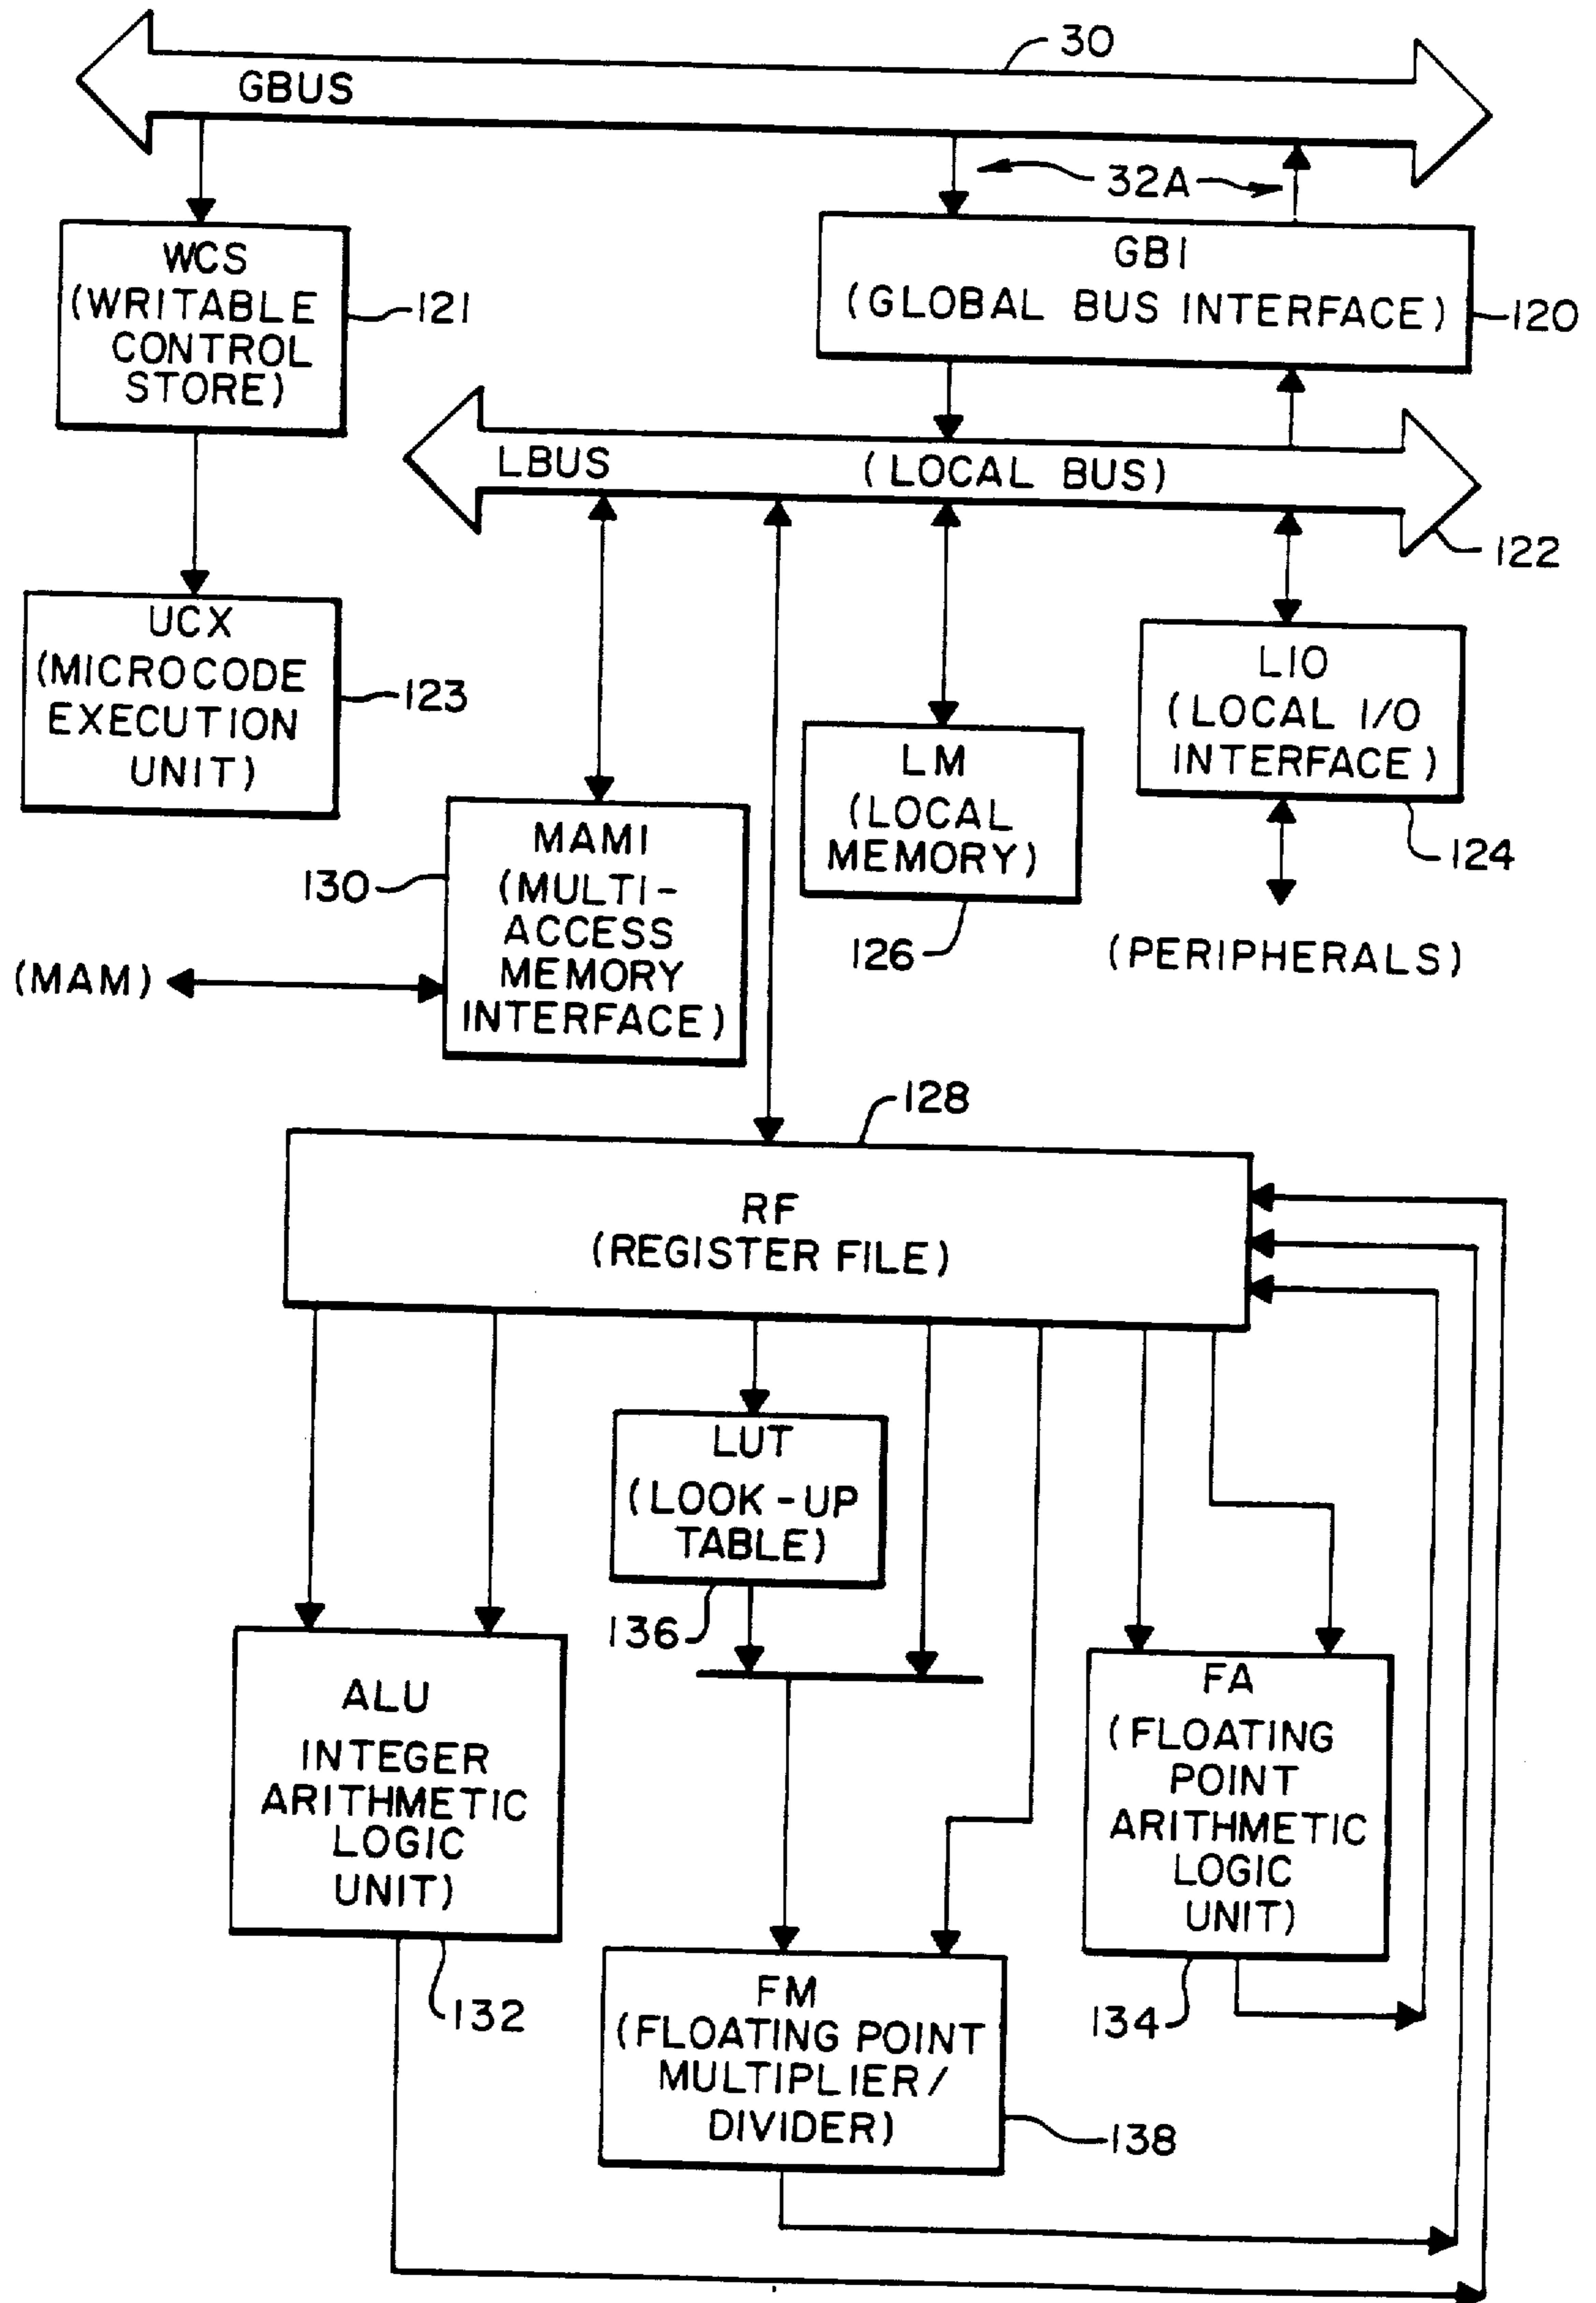 30
GBUS
32A
WCS
(WRITABLE
CONTROL
STORE)
121
GBI
(GLOBAL BUS INTERFACE)
120
LBUS (LOCAL BUS)
122
UCX
(MICROCODE
EXECUTION
UNIT)
123
LIO
(LOCAL I/O
INTERFACE)
124
(PERIPHERALS)
LM
(LOCAL
MEMORY)
126
MAMI
(MULTI-
ACCESS
MEMORY
INTERFACE)
130
(MAM)
128
RF
(REGISTER FILE)
LUT
(LOOK-UP
TABLE)
136
ALU
INTEGER
ARITHMETIC
LOGIC
UNIT)
132
FA
(FLOATING
POINT
ARITHMETIC
LOGIC
UNIT)
134
FM
(FLOATING POINT
MULTIPLIER/
DIVIDER)
138